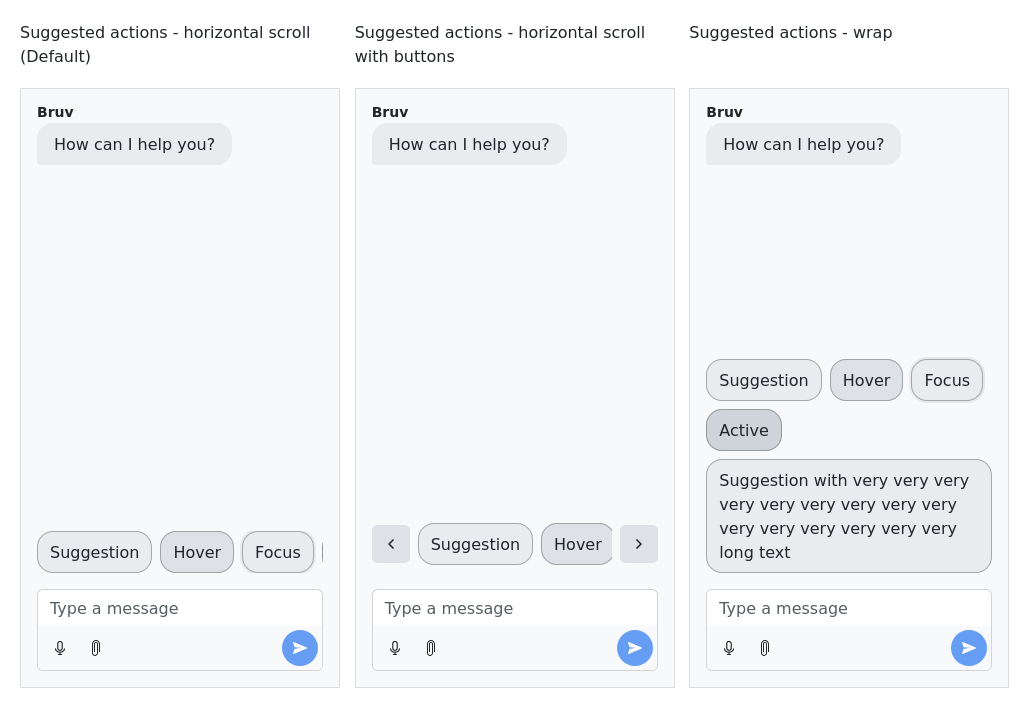 Suggested actions - horizontal scroll
(Default)
Bruv
How can I help you?
Suggestion
Hover
Focus
Type a message
Suggested actions - horizontal scroll
with buttons
Bruv
How can I help you?
Suggestion
Hover
Type a message
Suggested actions - wrap
Bruv
How can I help you?
Suggestion
Hover
Focus
Active
Suggestion with very very very
very very very very very very
very very very very very very
long text
Type a message